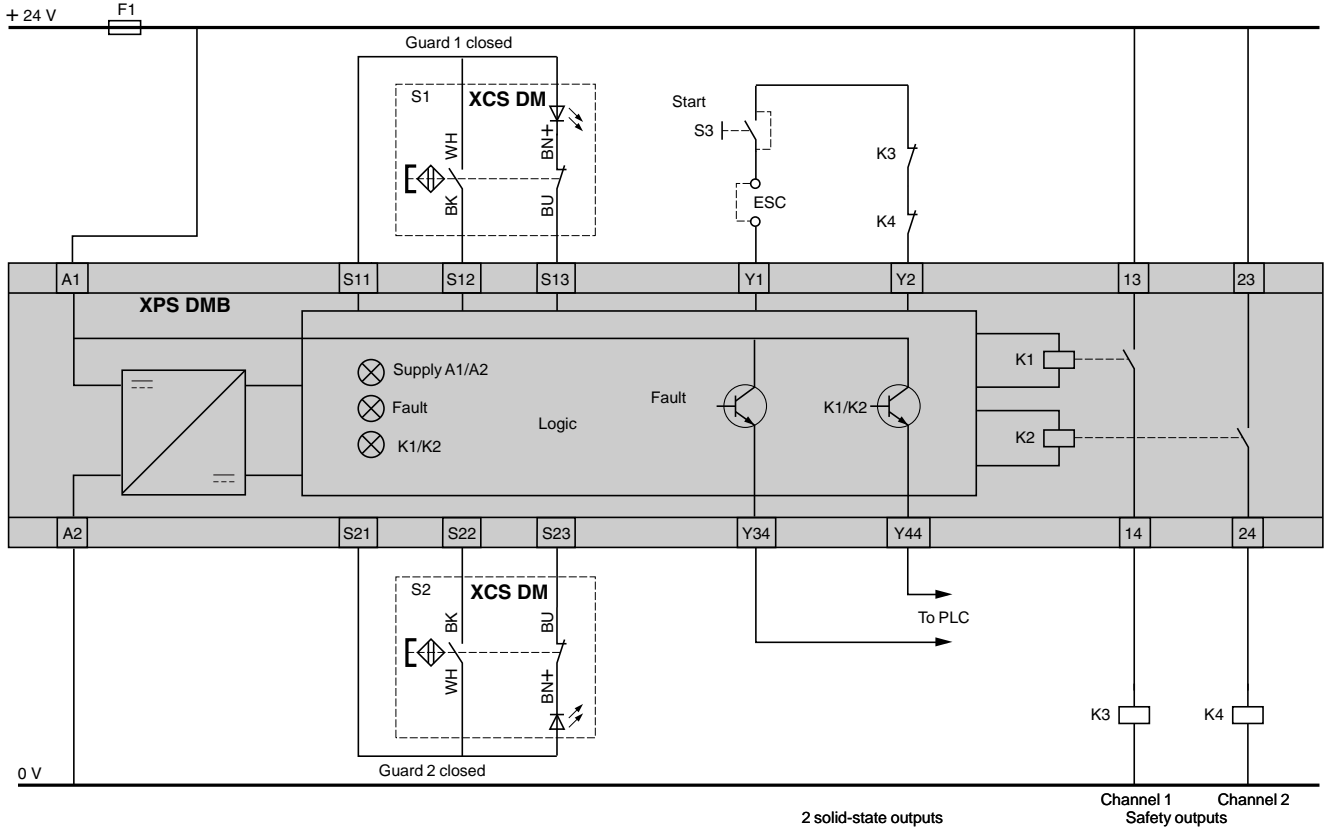 + 24 V
F1
Guard 1 closed
S1
XCS DM
WH
BN+
BK
BU
Start
S3
ESC
K3
K4
A1
S11
S12
S13
Y1
Y2
13
23
XPS DMB
Supply A1/A2
Fault
K1/K2
Logic
Fault
K1/K2
K1
K2
A2
S21
S22
S23
Y34
Y44
14
24
S2
XCS DM
BK
BU
WH
BN+
To PLC
K3
K4
Guard 2 closed
0 V
Channel 1
Channel 2
2 solid-state outputs
Safety outputs